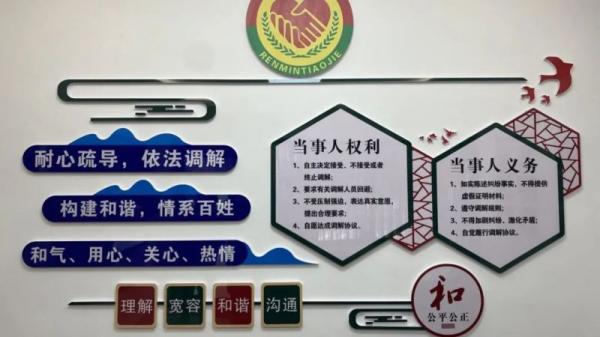 RENMINTIAOJIE
耐心疏导，依法调解
构建和谐，情系百姓
和气、用心、关心、热情
理解 宽容 和谐 沟通
当事人权利
1、自主决定接受、不接受或者
终止调解；
2、要求有关调解人员回避；
3、不受压制强迫，表达真实意愿，
提出合理要求；
4、自愿达成调解协议。
当事人义务
1、如实陈述纠纷事实，不得提供
虚假证明材料；
2、遵守调解规则；
3、不得加剧纠纷、激化矛盾；
4、自觉履行调解协议。
和
公平公正